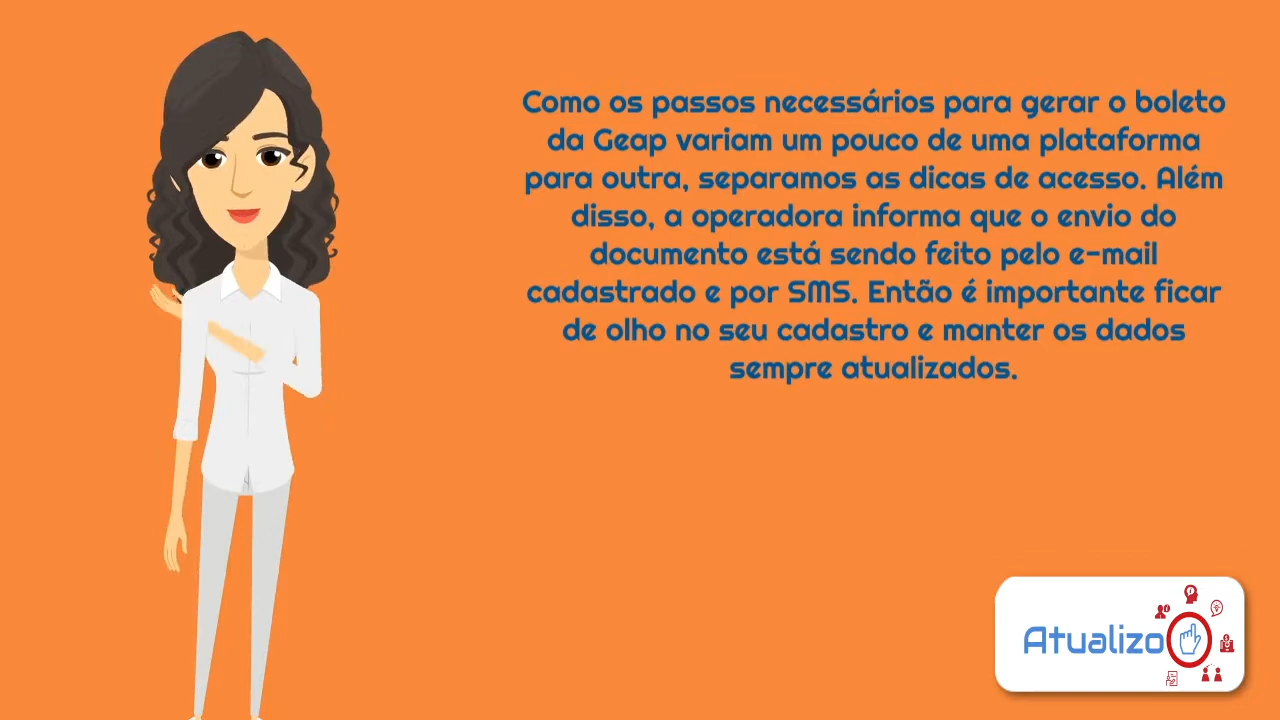 Como os passos necessários para gerar o boleto
da Geap variam um pouco de uma plataforma
para outra, separamos as dicas de acesso. Além
disso, a operadora informa que o envio do
documento está sendo feito pelo e-mail
cadastrado e por SMS. Então é importante ficar
de olho no seu cadastro e manter os dados
sempre atualizados.
Atualizo